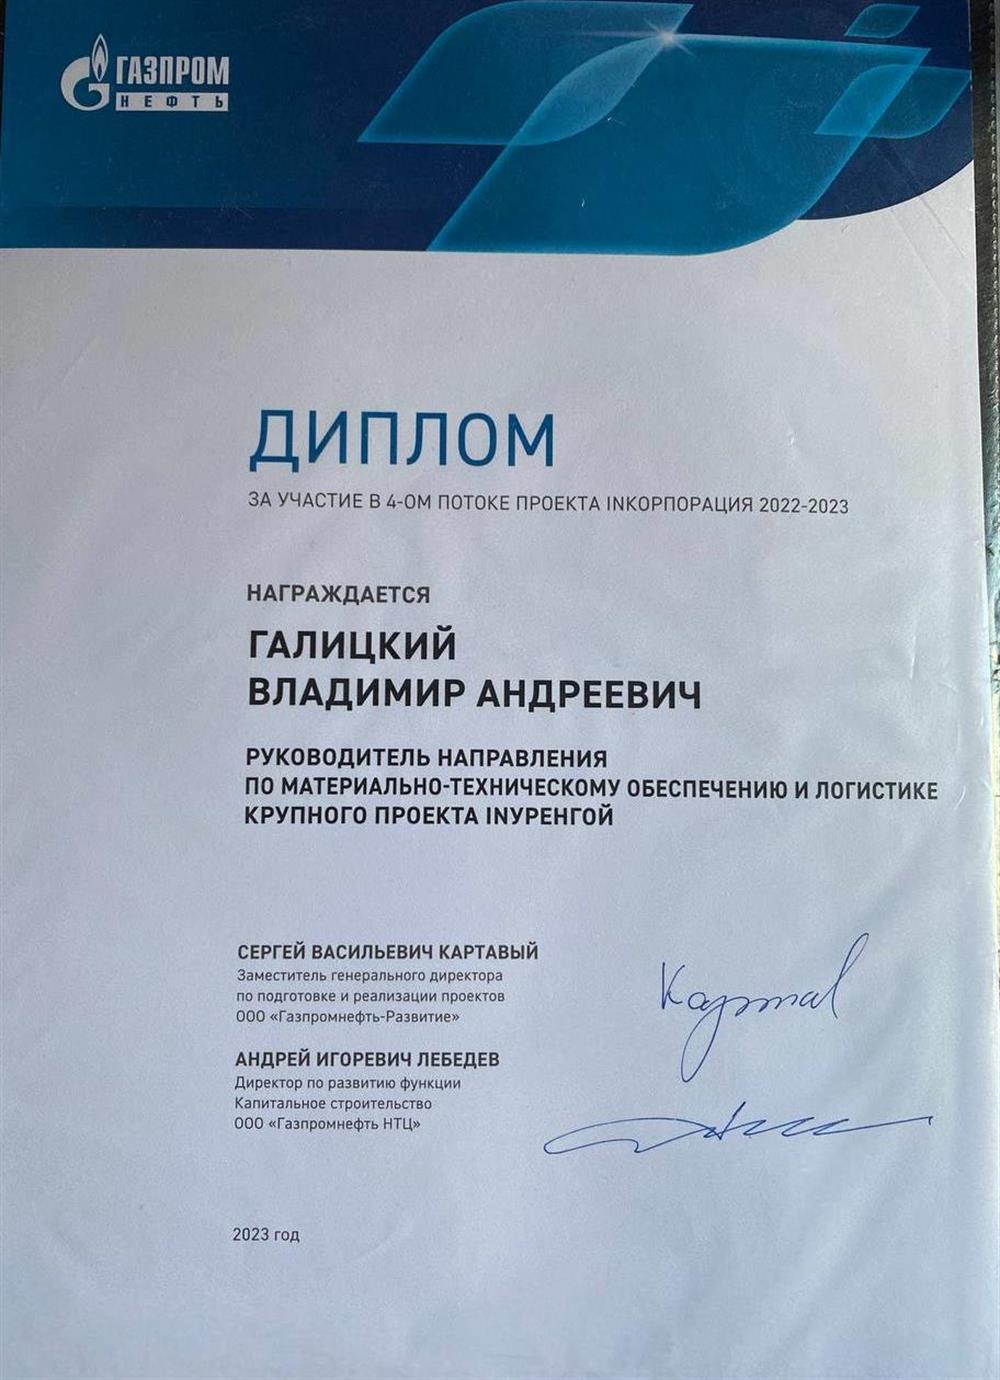 ГАЗПРОМ
НЕФТЬ
ДИПЛОМ
ЗА УЧАСТИЕ В 4-ОМ ПОТОКЕ ПРОЕКТА INКОРПОРАЦИЯ 2022-2023
НАГРАЖДАЕТСЯ
ГАЛИЦКИЙ
ВЛАДИМИР АНДРЕЕВИЧ
РУКОВОДИТЕЛЬ НАПРАВЛЕНИЯ
ПО МАТЕРИАЛЬНО-ТЕХНИЧЕСКОМУ ОБЕСПЕЧЕНИЮ И ЛОГИСТИКЕ
КРУПНОГО ПРОЕКТА INУРЕНГОЙ
СЕРГЕЙ ВАСИЛЬЕВИЧ КАРТАВЫЙ
Заместитель генерального директора
по подготовке и реализации проектов
ООО «Газпромнефть-Развитие»
АНДРЕЙ ИГОРЕВИЧ ЛЕБЕДЕВ
Директор по развитию функции
Капитальное строительство
ООО «Газпромнефть НТЦ»
2023 год